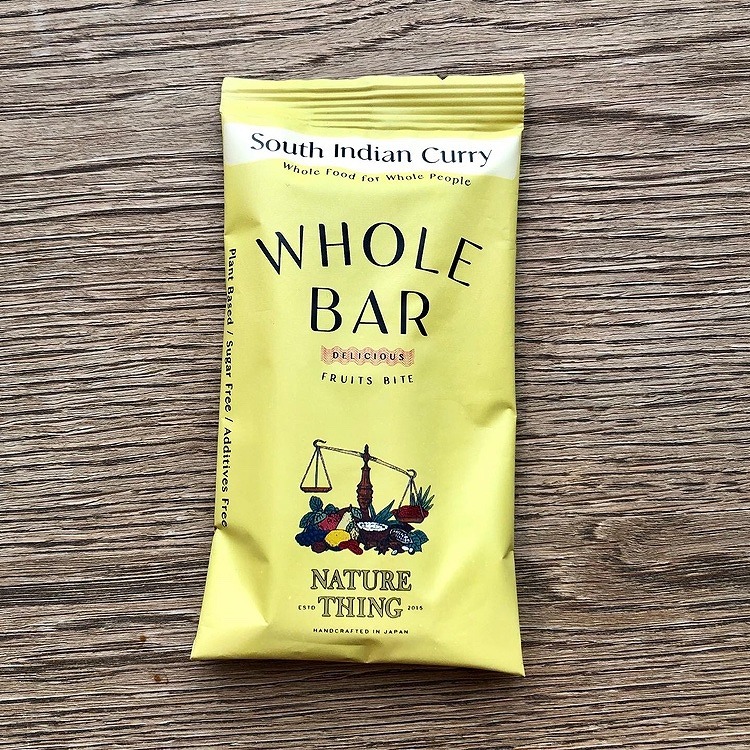 South Indian Curry
Whole Food for Whole People
WHOLE
BAR
DELICIOUS
FRUITS BITE
Plant Based / Sugar Free / Additives Free
NATURE
ESTD THING 2015
HANDCRAFTED IN JAPAN